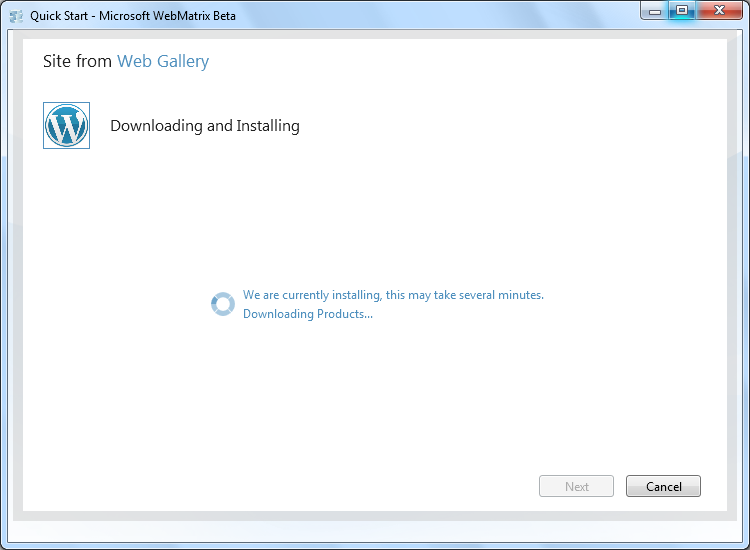 Quick Start - Microsoft WebMatrix Beta
Site from Web Gallery
W
Downloading and Installing
We are currently installing, this may take several minutes.
Downloading Products...
Next
Cancel